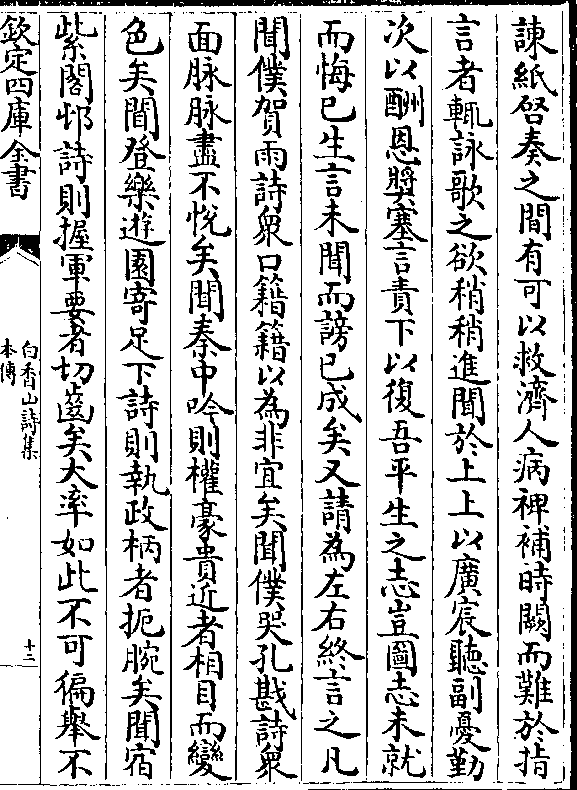 諫紙啓奏之間有可以救濟人病裨補時闕而難於指
言者輒詠歌之欲稍稍進聞於上上以廣宸聽副憂勤
次以酬恩奬塞言責下以復吾平生之志豈圖志未就
而悔已生言未聞而謗已成矣又請為左右終言之凡
聞僕賀雨詩衆口籍籍以為非宜矣聞僕哭孔戡詩衆
面脉脉盡不悅矣聞秦中吟則權豪貴近者相目而變
色矣聞登樂遊園寄足下詩則執政柄者扼腕矣聞宿
紫閣邨詩則握軍要者切齒矣大率如此不可徧舉不
欽定四庫全書
白香山詩集
本傳
十三